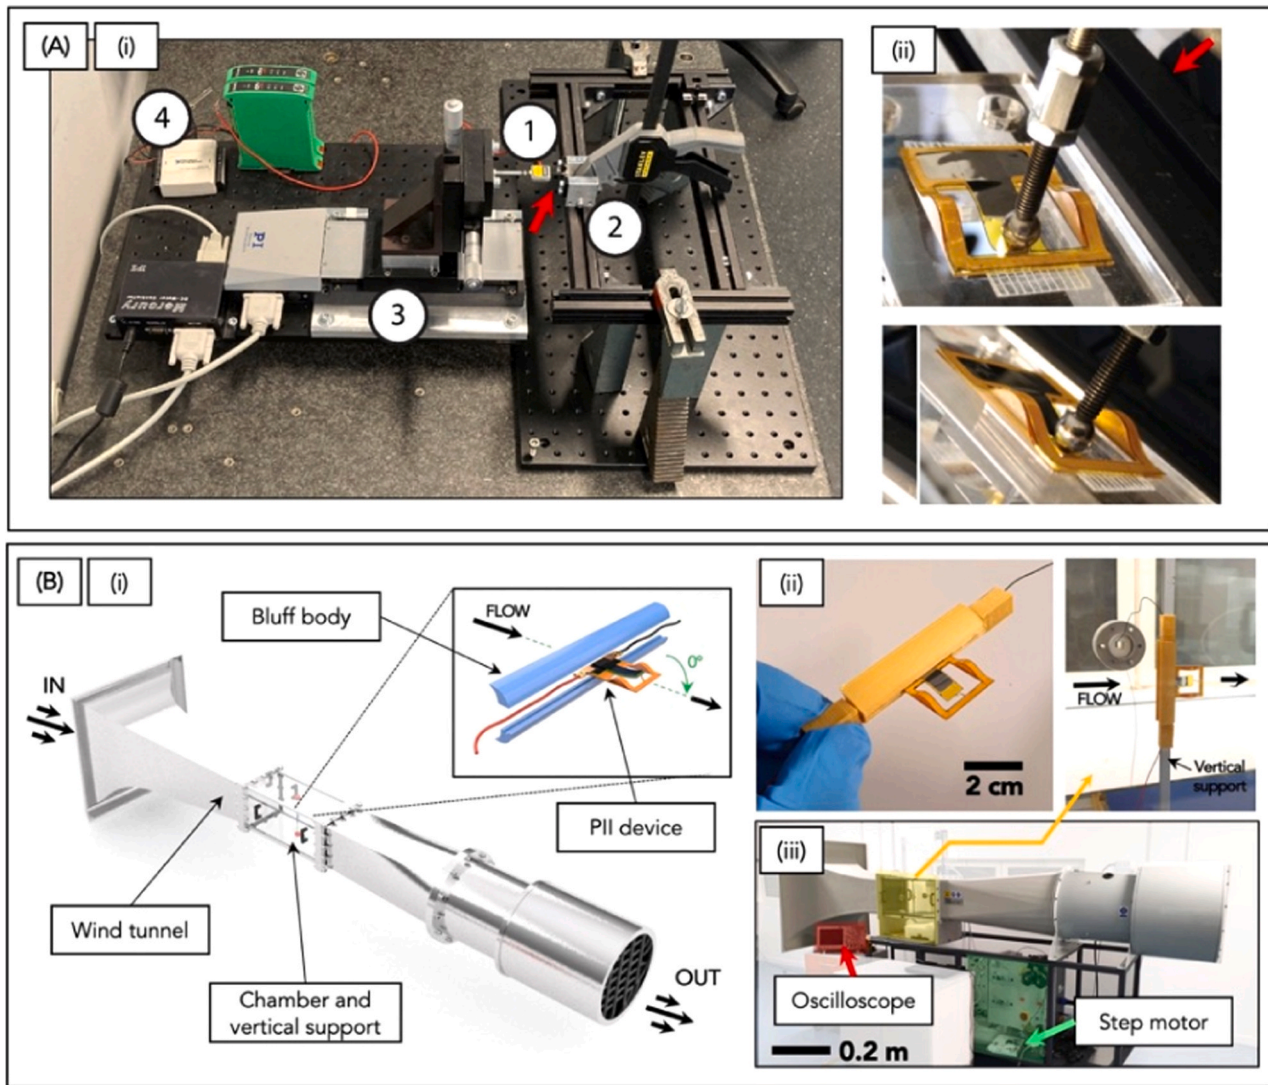 (A)
(i)
4
1
2
3
PI
Mercury
(ii)
(B)
(i)
Bluff body
FLOW
0°
IN
PII device
Wind tunnel
Chamber and
vertical support
OUT
(ii)
2 cm
FLOW
Vertical
support
(iii)
Oscilloscope
Step motor
0.2 m